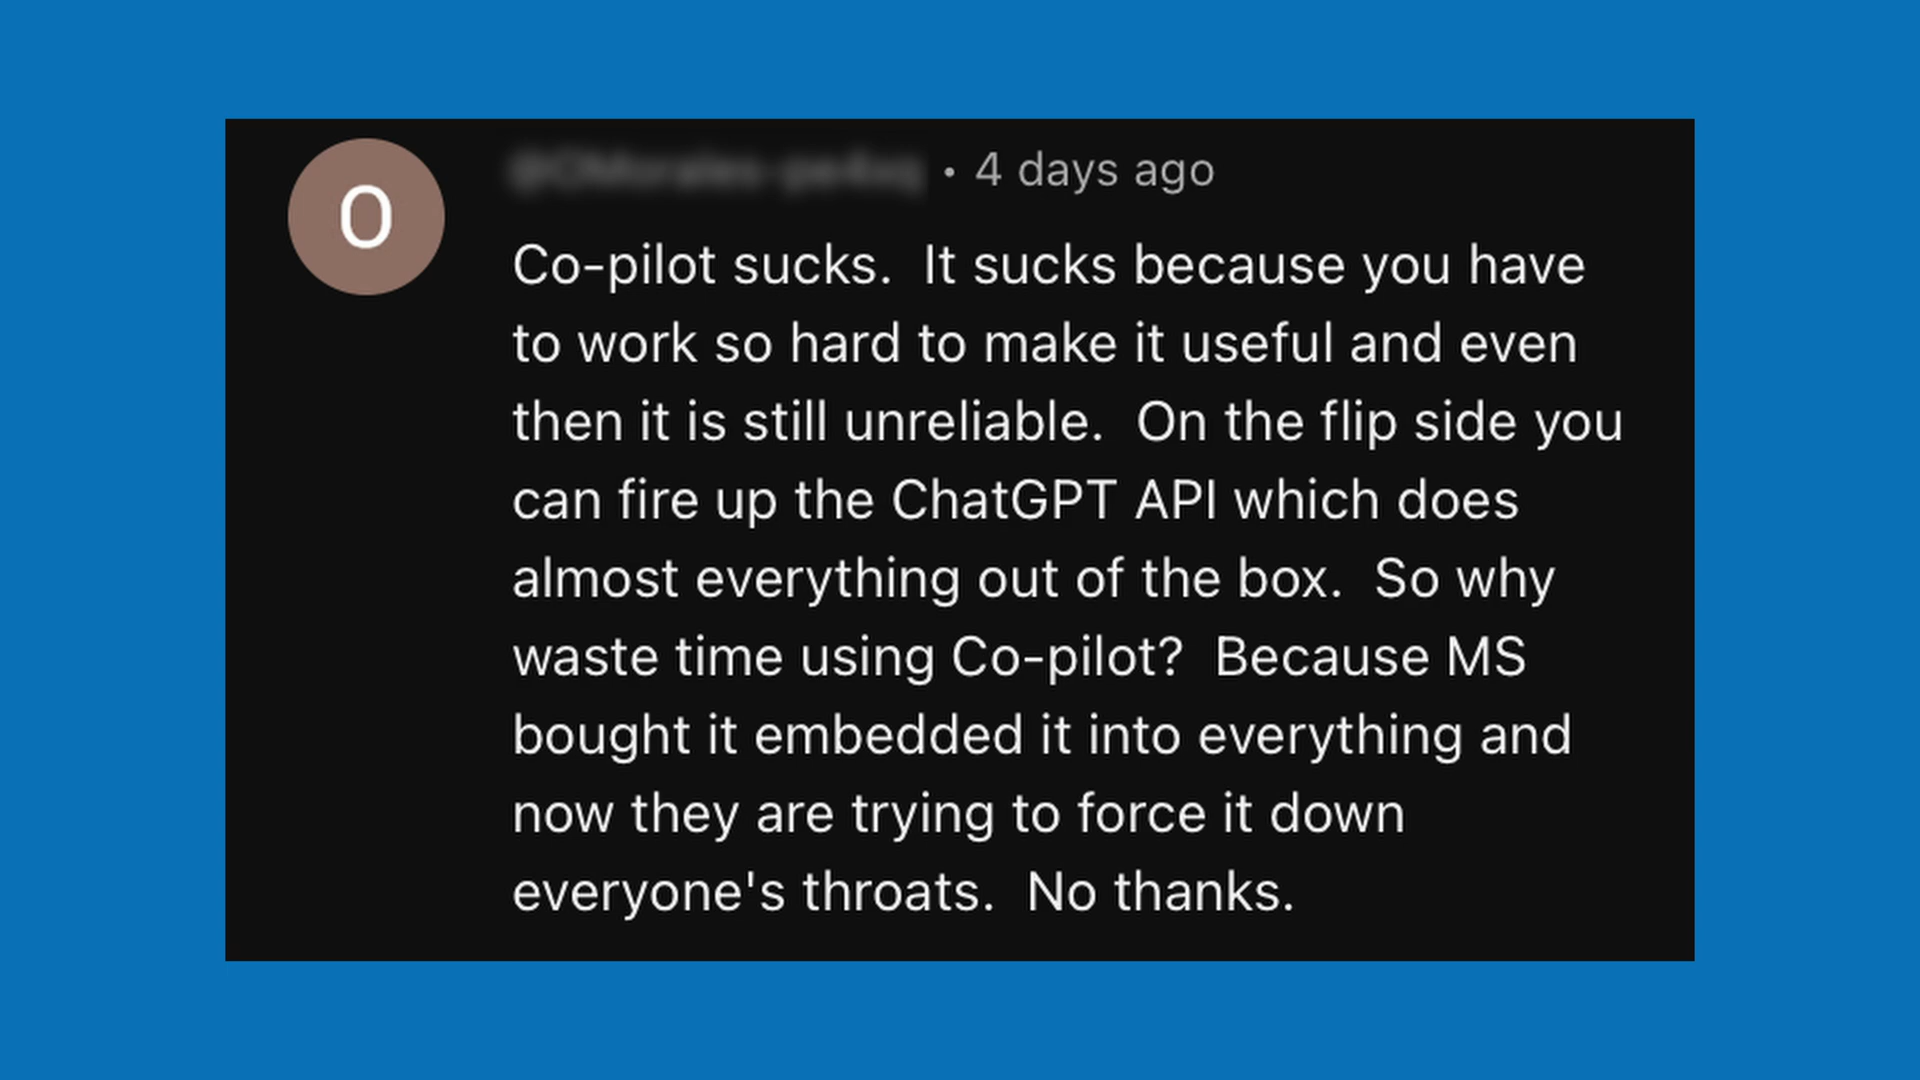 O
• 4 days ago
Co-pilot sucks.  It sucks because you have
to work so hard to make it useful and even
then it is still unreliable.  On the flip side you
can fire up the ChatGPT API which does
almost everything out of the box.  So why
waste time using Co-pilot?  Because MS
bought it embedded it into everything and
now they are trying to force it down
everyone's throats.  No thanks.